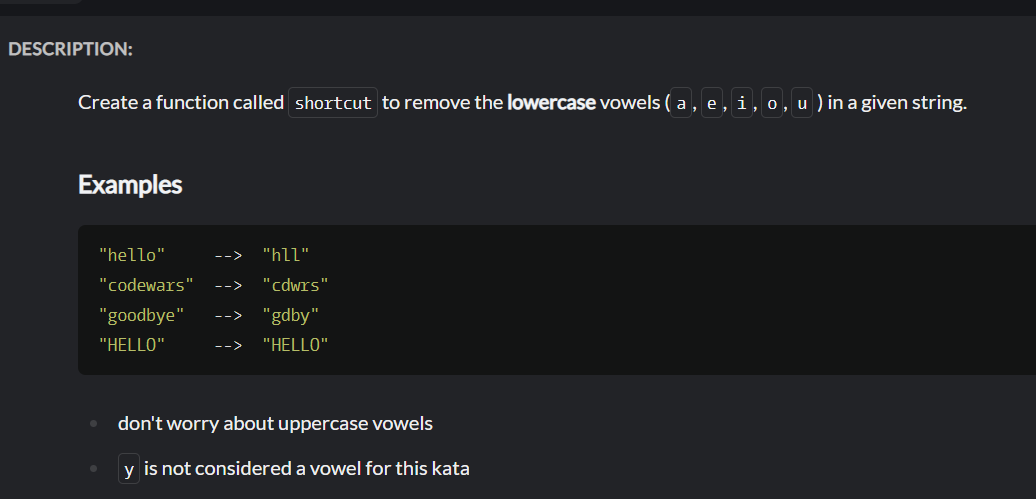 DESCRIPTION:
Create a function called shortcut to remove the lowercase vowels ( a , e , i , o , u ) in a given string.
Examples
"hello" --> "hll"
"codewars" --> "cdwrs"
"goodbye" --> "gdby"
"HELLO" --> "HELLO"
don't worry about uppercase vowels
y is not considered a vowel for this kata